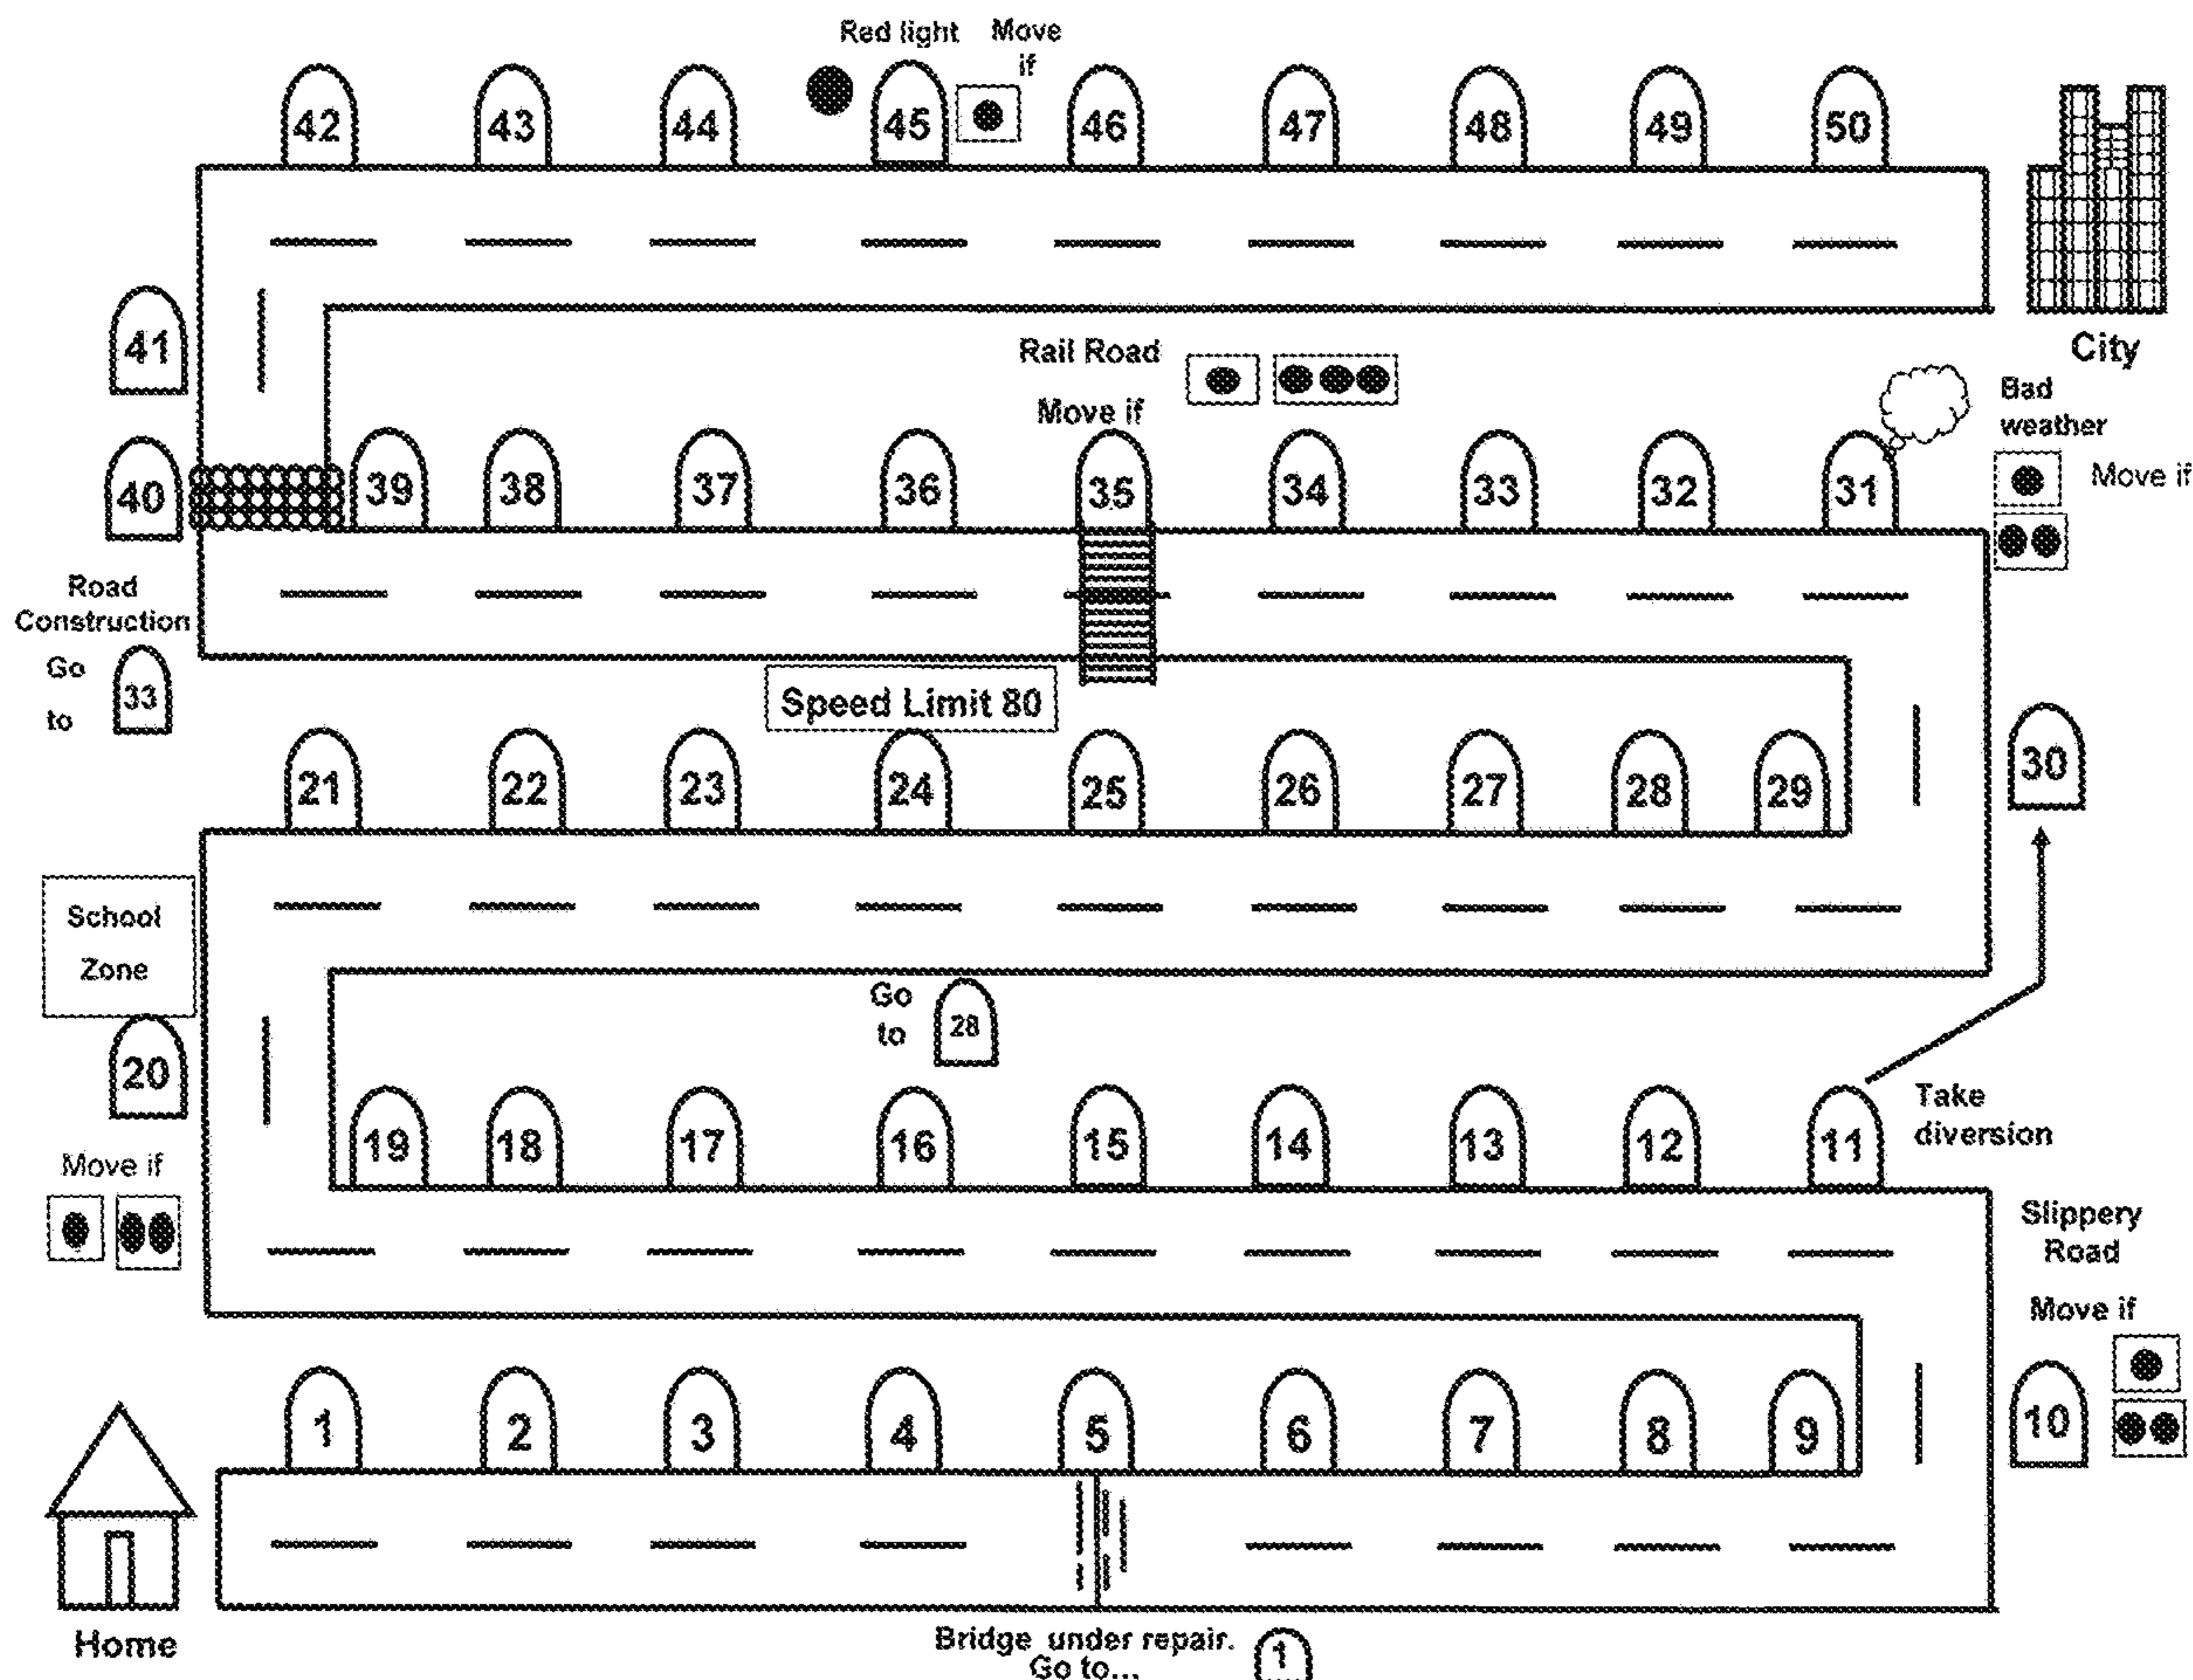 Red light Move
if
42 43 44 45 46 47 48 49 50
41
City
Rail Road
Move if
Bad
weather
Move if
40 39 38 37 36 35 34 33 32 31
Road
Construction
Go
to
33
Speed Limit 80
21 22 23 24 25 26 27 28 29 30
School
Zone
Go
to
28
20 19 18 17 16 15 14 13 12 11
Take
diversion
Move if
Slippery
Road
Move if
1 2 3 4 5 6 7 8 9 10
Home
Bridge under repair.
Go to...
1